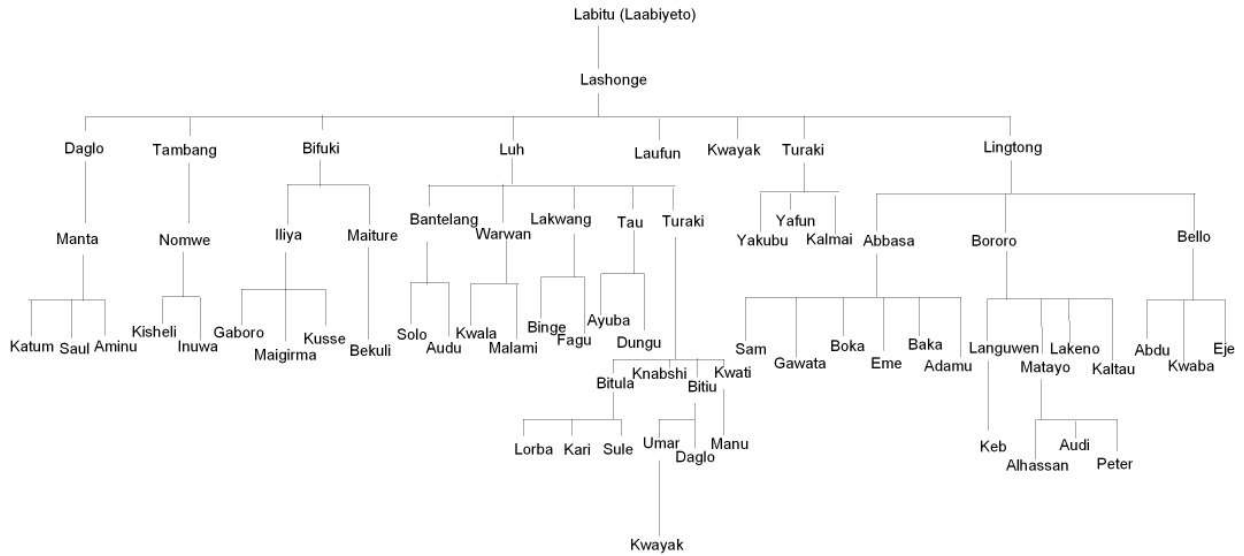 Labitu (Laabiyeto)
Lashonge
Daglo Tambang Bifuki Luh Laufun Kwayak Turaki Lingtong
Manta Nomwe Iliya Maiture Bantelang Warwan Lakwang Tau Turaki Yakubu Yafun Kalmai Abbasa Bororo Bello
Katum Saul Aminu Kisheli Inuwa Gaboro Maigirma Kusse Bekuli Solo Audu Kwala Malami Binge Fagu Ayuba Dungu Sam Gawata Boka Eme Baka Adamu Languwen Matayo Lakeno Kaltau Abdu Kwaba Eje
Bitula Knabshi Bitiu Kwati
Lorba Kari Sule Umar Daglo Manu Keb Alhassan Audi Peter
Kwayak